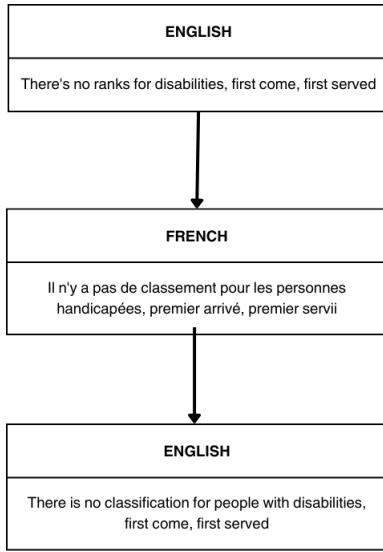 ENGLISH
There's no ranks for disabilities, first come, first served
FRENCH
Il n'y a pas de classement pour les personnes
handicapées, premier arrivé, premier servii
ENGLISH
There is no classification for people with disabilities,
first come, first served